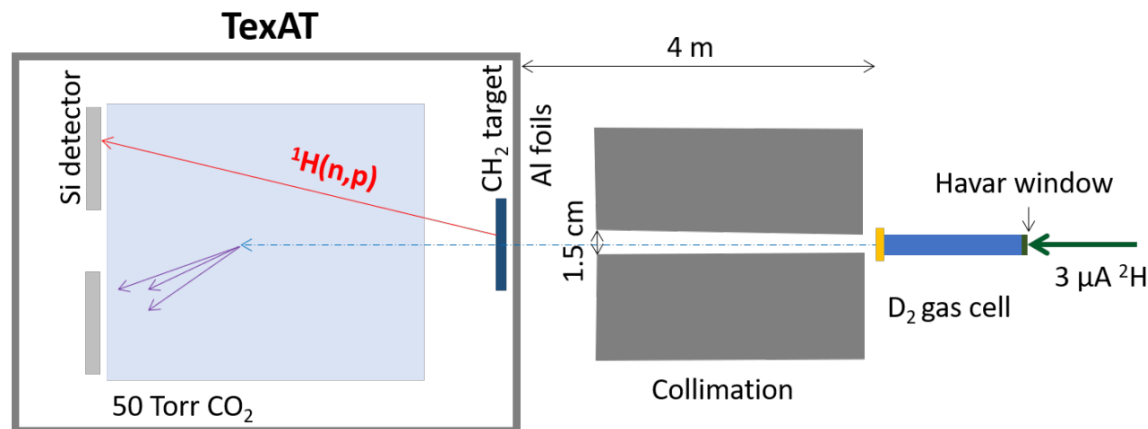 TexAT
4 m
Si detector
CH₂ target
Al foils
¹H(n,p)
Havar window
1.5 cm
3 µA ²H
D₂ gas cell
Collimation
50 Torr CO₂